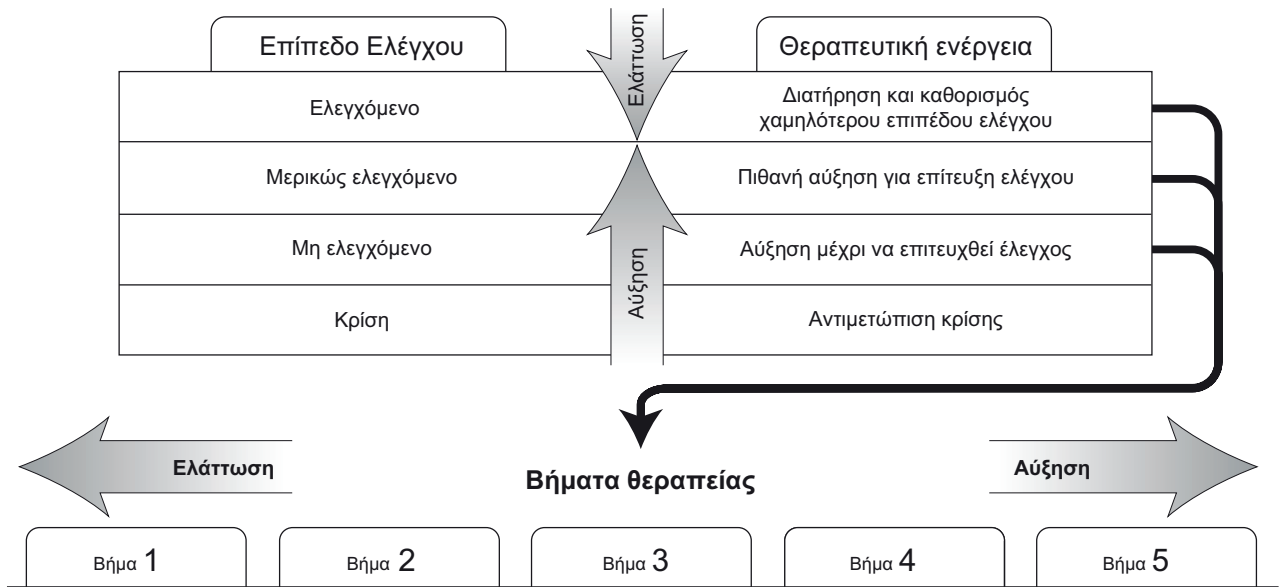 Επίπεδο Ελέγχου
Ελάττωση
Θεραπευτική ενέργεια
Ελεγχόμενο
Διατήρηση και καθορισμός
χαμηλότερου επιπέδου ελέγχου
Μερικώς ελεγχόμενο
Πιθανή αύξηση για επίτευξη ελέγχου
Μη ελεγχόμενο
Αύξηση
Αύξηση μέχρι να επιτευχθεί έλεγχος
Κρίση
Αντιμετώπιση κρίσης
Ελάττωση
Βήματα θεραπείας
Αύξηση
Βήμα 1
Βήμα 2
Βήμα 3
Βήμα 4
Βήμα 5